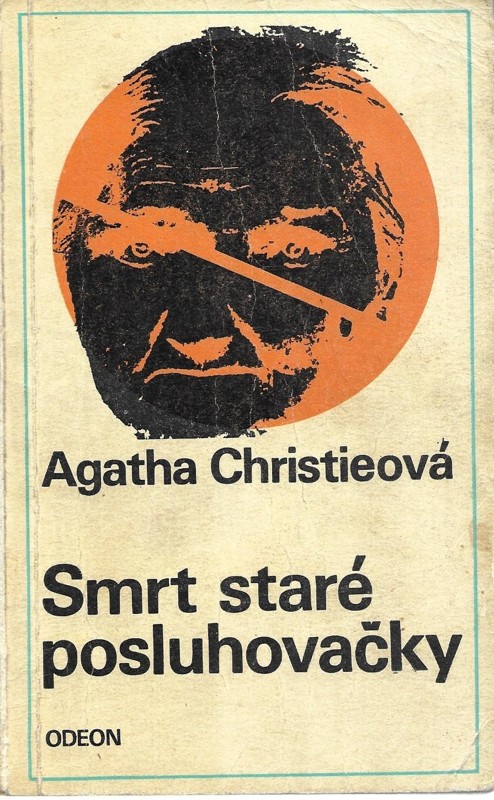 Agatha Christieová
Smrt staré
posluhovačky
ODEON